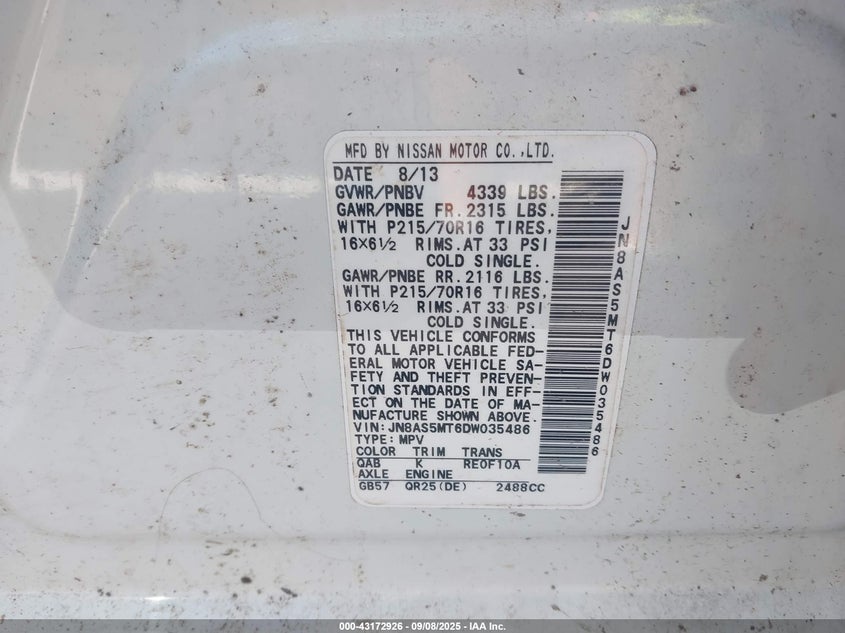 MFD BY NISSAN MOTOR CO.,LTD.
DATE 8/13
GVWR/PNBV 4339 LBS.
GAWR/PNBE FR.2315 LBS.
WITH P215/70R16 TIRES,
16×6½ RIMS.AT 33 PSI
COLD SINGLE.
GAWR/PNBE RR.2116 LBS.
WITH P215/70R16 TIRES,
16×6½ RIMS.AT 33 PSI
COLD SINGLE.
THIS VEHICLE CONFORMS
TO ALL APPLICABLE FED-
ERAL MOTOR VEHICLE SA-
FETY AND THEFT PREVEN-
TION STANDARDS IN EFF-
ECT ON THE DATE OF MA-
NUFACTURE SHOWN ABOVE.
VIN:JN8AS5MT6DW035486
TYPE:MPV
COLOR TRIM TRANS
QAB K RE0F10A
AXLE ENGINE
GB57 QR25(DE) 2488CC
JN8AS5MT6DW035486
000-43172926 - 09/08/2025 - IAA Inc.